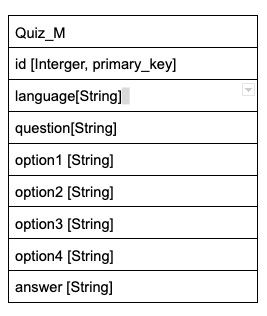 Quiz_M
id [Interger, primary_key]
language[String]
question[String]
option1 [String]
option2 [String]
option3 [String]
option4 [String]
answer [String]